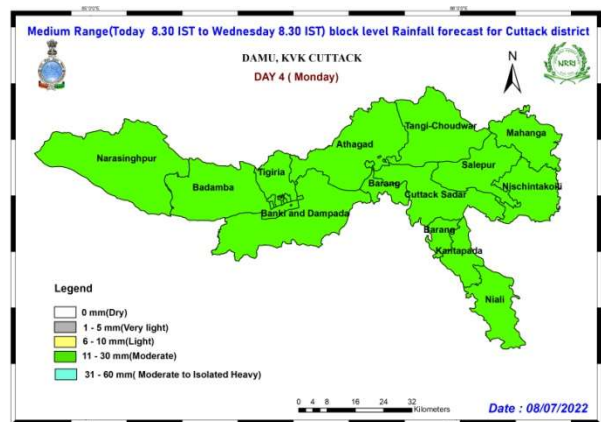 Medium Range(Today 8.30 IST to Wednesday 8.30 IST) block level Rainfall forecast for Cuttack district
DAMU, KVK CUTTACK
DAY 4 ( Monday)
N
NRRI
Tangi-Choudwar
Mahanga
Athagad
Narasinghpur
Salepur
Tigiria
Badamba
Barang
Nischintakoili
Cuttack Sadar
Banki and Dampada
Barang
Kantapada
Niali
Legend
0 mm(Dry)
1 - 5 mm(Very light)
6 - 10 mm(Light)
11 - 30 mm(Moderate)
31 - 60 mm( Moderate to Isolated Heavy)
0 4 8 16 24 32
Kilometers
Date : 08/07/2022